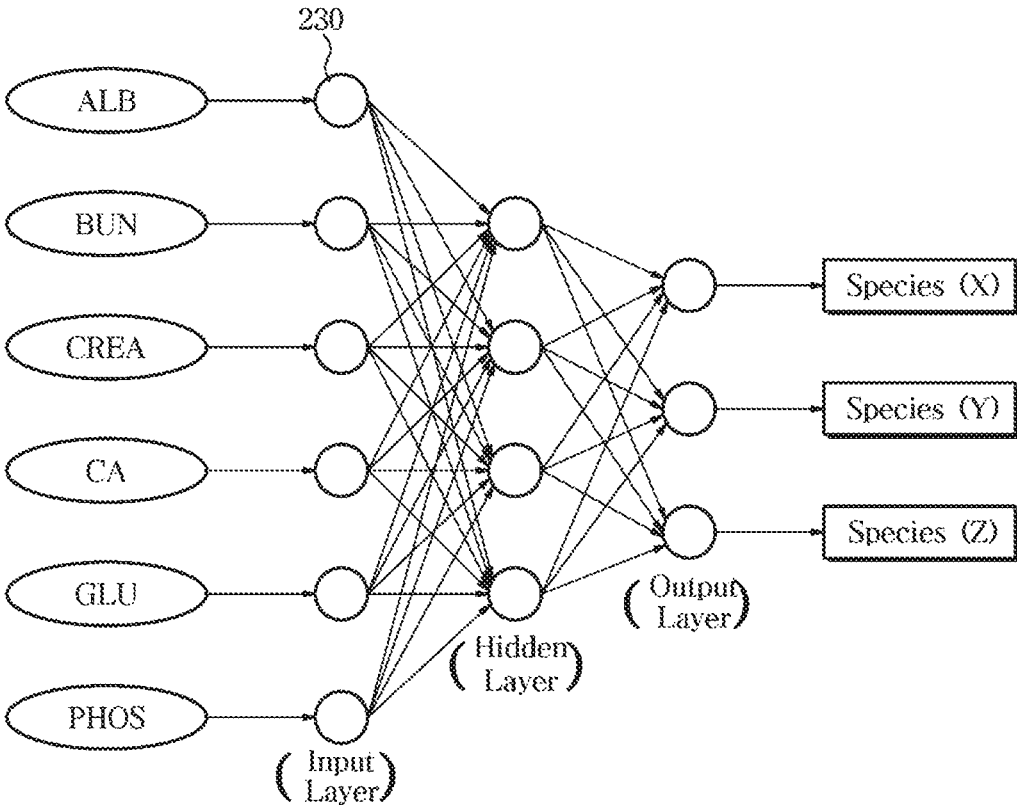 230
ALB
BUN
CREA
CA
GLU
PHOS
(Input
Layer)
(Hidden
Layer)
(Output
Layer)
Species (X)
Species (Y)
Species (Z)